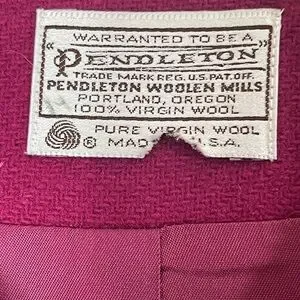 WARRANTED TO BE A
"PENDLETON"
TRADE MARK REG. U.S. PAT. OFF.
PENDLETON WOOLEN MILLS
PORTLAND, OREGON
100% VIRGIN WOOL
PURE VIRGIN WOOL
® MAD U.S.A.